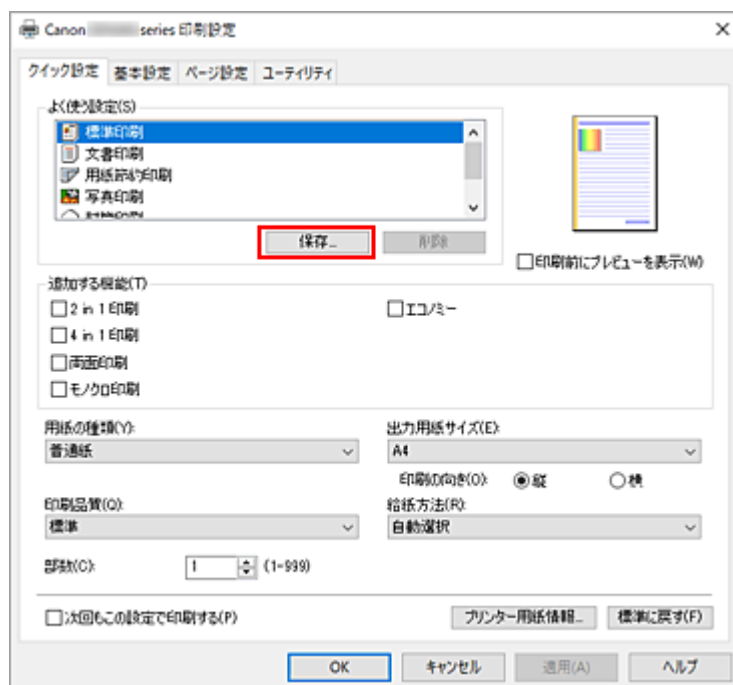 Canon series 印刷設定
クイック設定 基本設定 ページ設定 ユーティリティ
よく使う設定(S)
標準印刷
文書印刷
用紙節約印刷
写真印刷
保存...
削除
印刷前にプレビューを表示(W)
追加する機能(T)
2 in 1 印刷
エコノミー
4 in 1 印刷
両面印刷
モノクロ印刷
用紙の種類(Y):
出力用紙サイズ(E):
普通紙
A4
印刷の向き(O): 縦 横
印刷品質(Q):
給紙方法(R):
標準
自動選択
部数(C): 1 (1-999)
次回もこの設定で印刷する(P)
プリンター用紙情報...
標準に戻す(F)
OK キャンセル 適用(A) ヘルプ